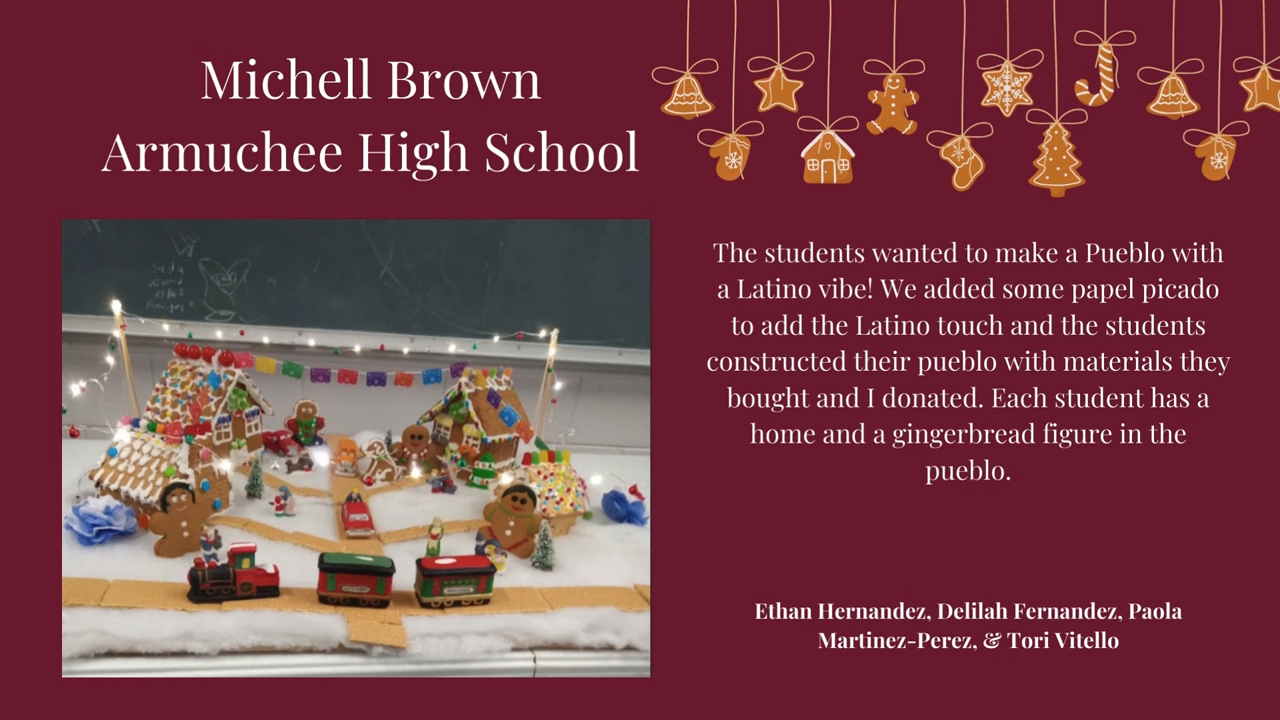 Michell Brown
Armuchee High School
The students wanted to make a Pueblo with
a Latino vibe! We added some papel picado
to add the Latino touch and the students
constructed their pueblo with materials they
bought and I donated. Each student has a
home and a gingerbread figure in the
pueblo.
Ethan Hernandez, Delilah Fernandez, Paola
Martinez-Perez, & Tori Vitello